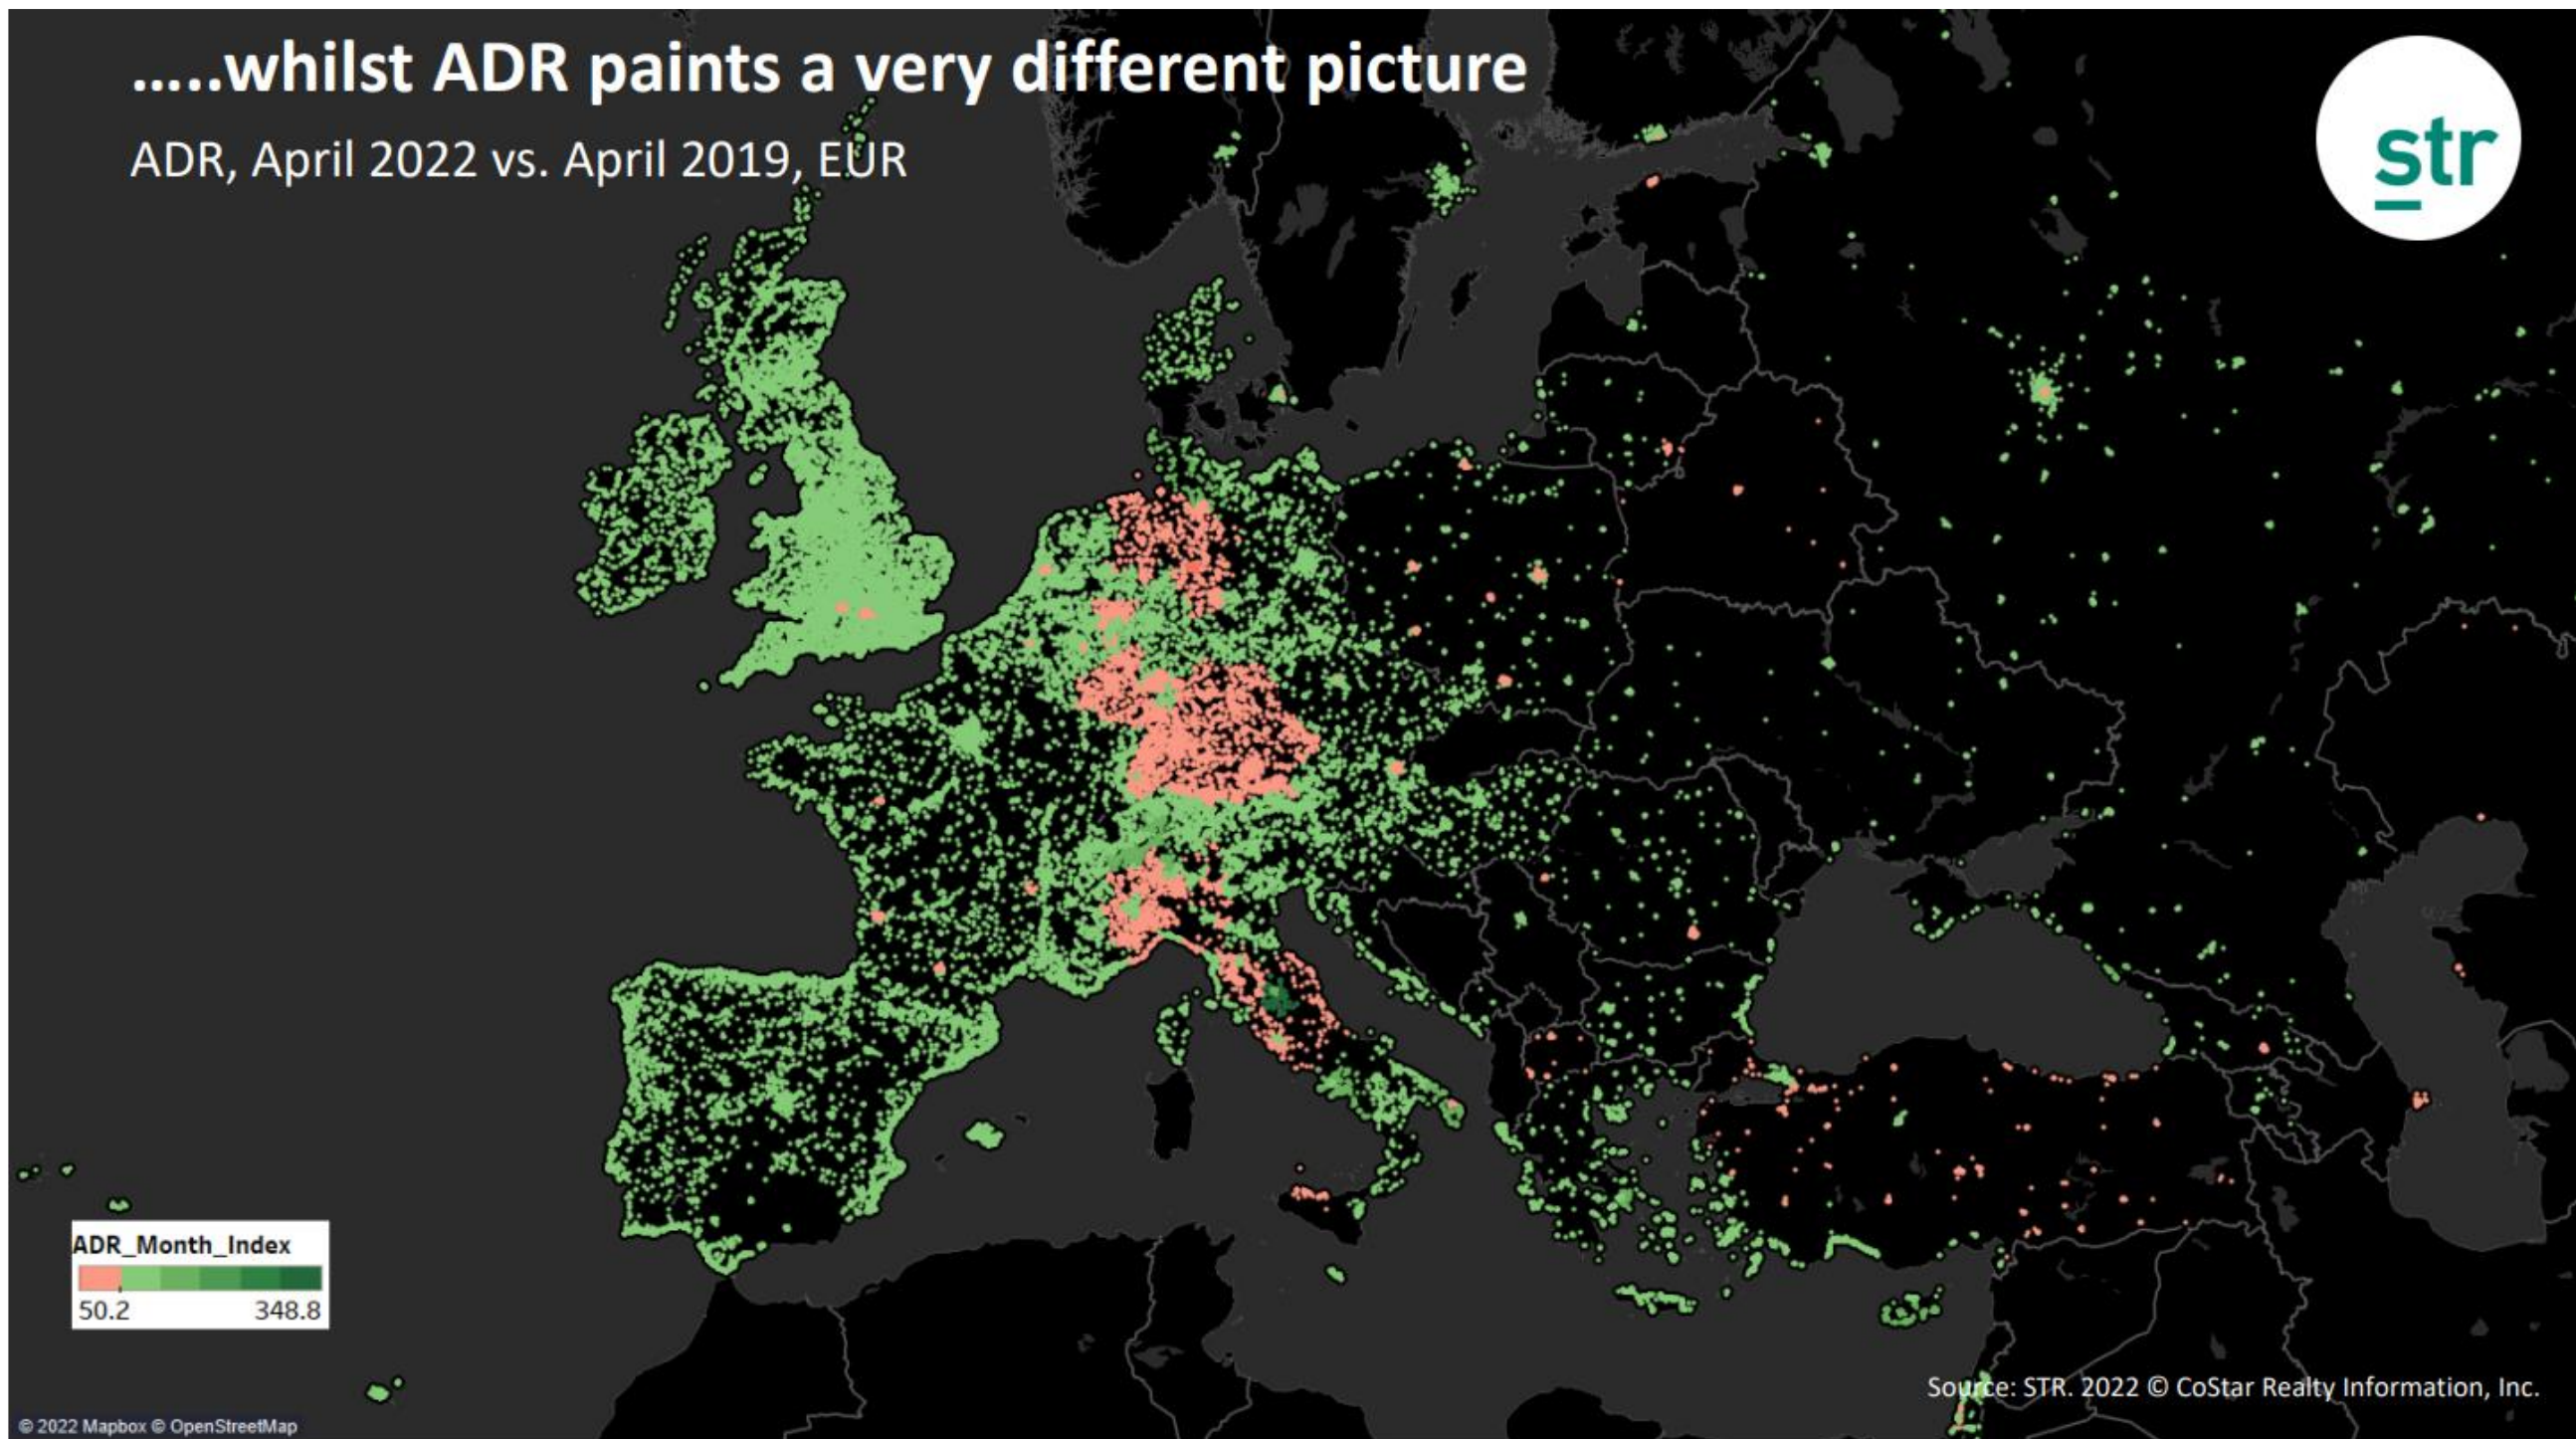 .....whilst ADR paints a very different picture
ADR, April 2022 vs. April 2019, EUR
str
ADR_Month_Index
50.2 348.8
Source: STR. 2022 © CoStar Realty Information, Inc.
© 2022 Mapbox © OpenStreetMap